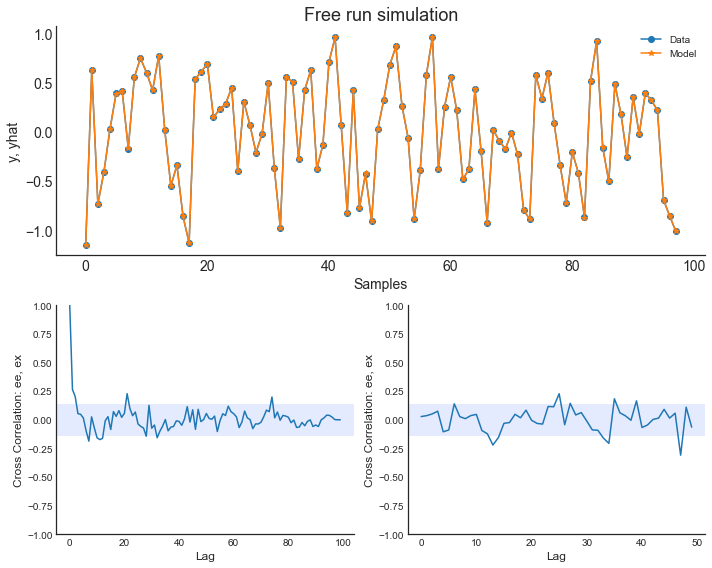 Free run simulation
Data
Model
y, yhat
1.0
0.5
0.0
−0.5
−1.0
0 20 40 60 80 100
Samples
Cross Correlation: ee, ex
1.00
0.75
0.50
0.25
0.00
−0.25
−0.50
−0.75
−1.00
0 20 40 60 80 100
Lag
Cross Correlation: ee, ex
1.00
0.75
0.50
0.25
0.00
−0.25
−0.50
−0.75
−1.00
0 10 20 30 40 50
Lag